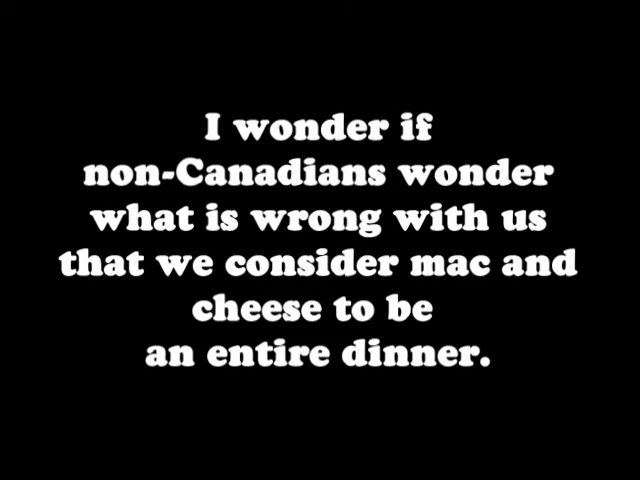 I wonder if
non-Canadians wonder
what is wrong with us
that we consider mac and
cheese to be
an entire dinner.